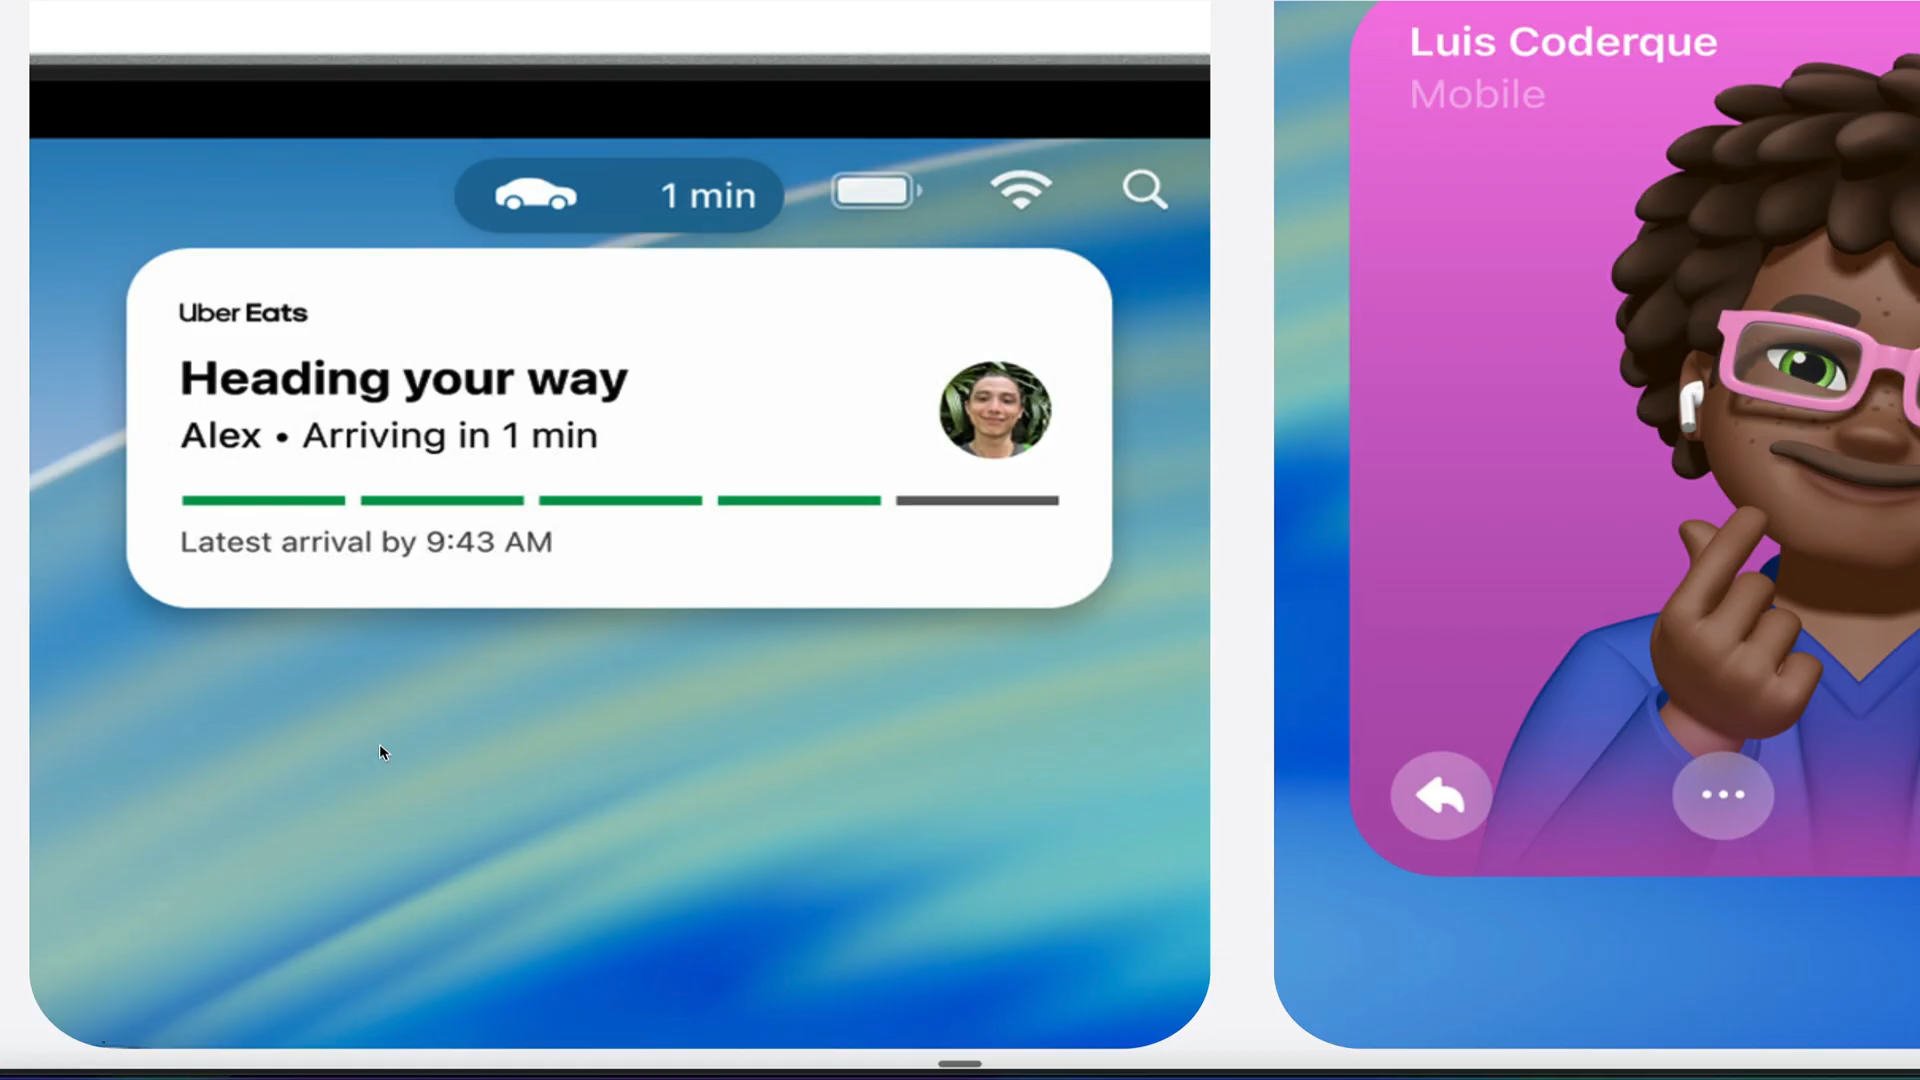 1 min
Uber Eats
Heading your way
Alex • Arriving in 1 min
Latest arrival by 9:43 AM
Luis Coderque
Mobile